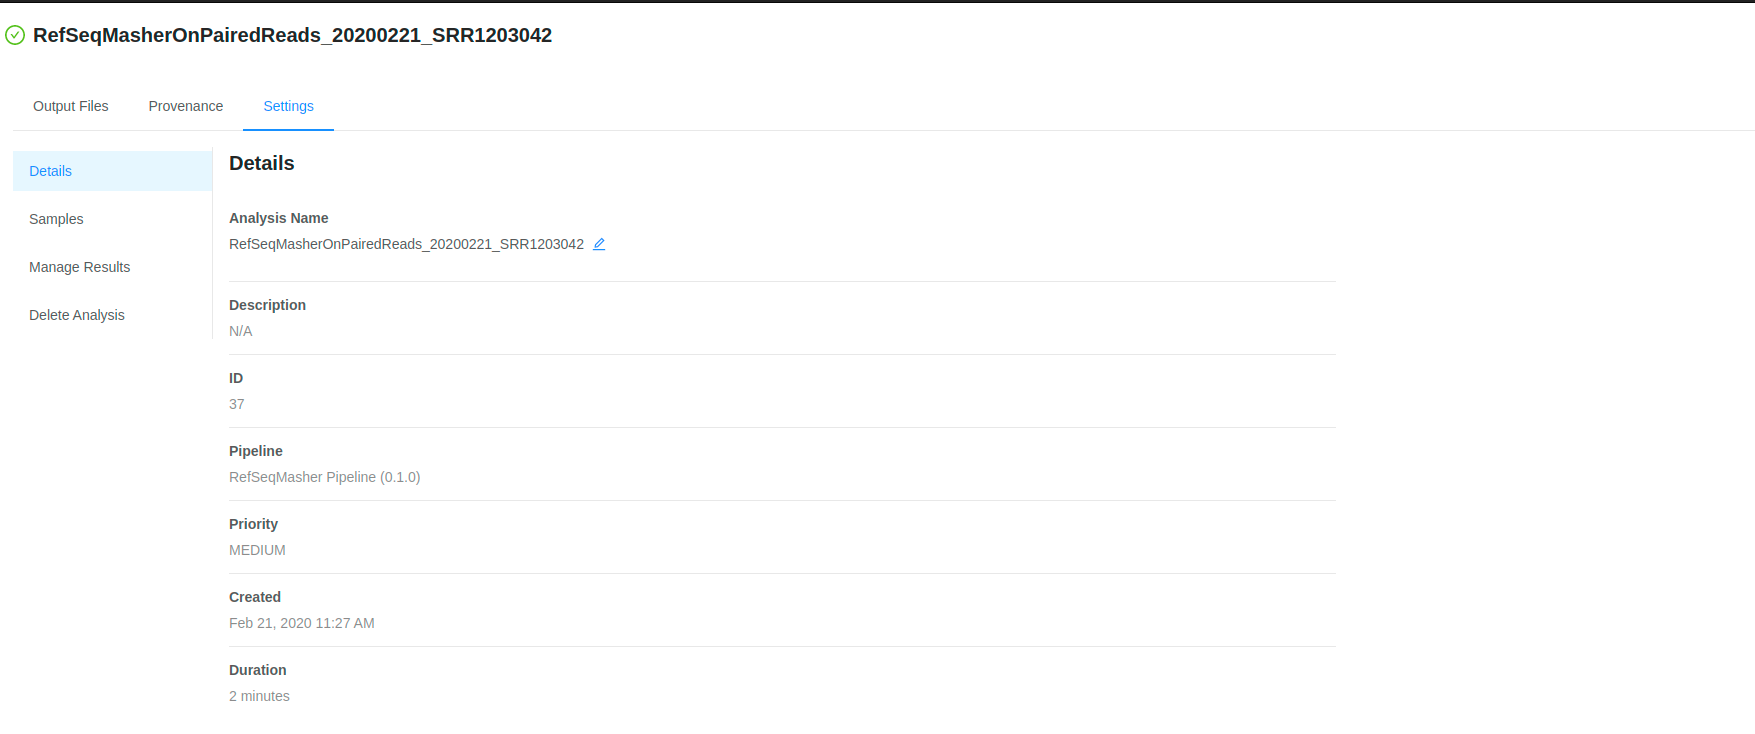 RefSeqMasherOnPairedReads_20200221_SRR1203042
Output Files Provenance Settings
Details
Samples
Manage Results
Delete Analysis
Details
Analysis Name
RefSeqMasherOnPairedReads_20200221_SRR1203042
Description
N/A
ID
37
Pipeline
RefSeqMasher Pipeline (0.1.0)
Priority
MEDIUM
Created
Feb 21, 2020 11:27 AM
Duration
2 minutes